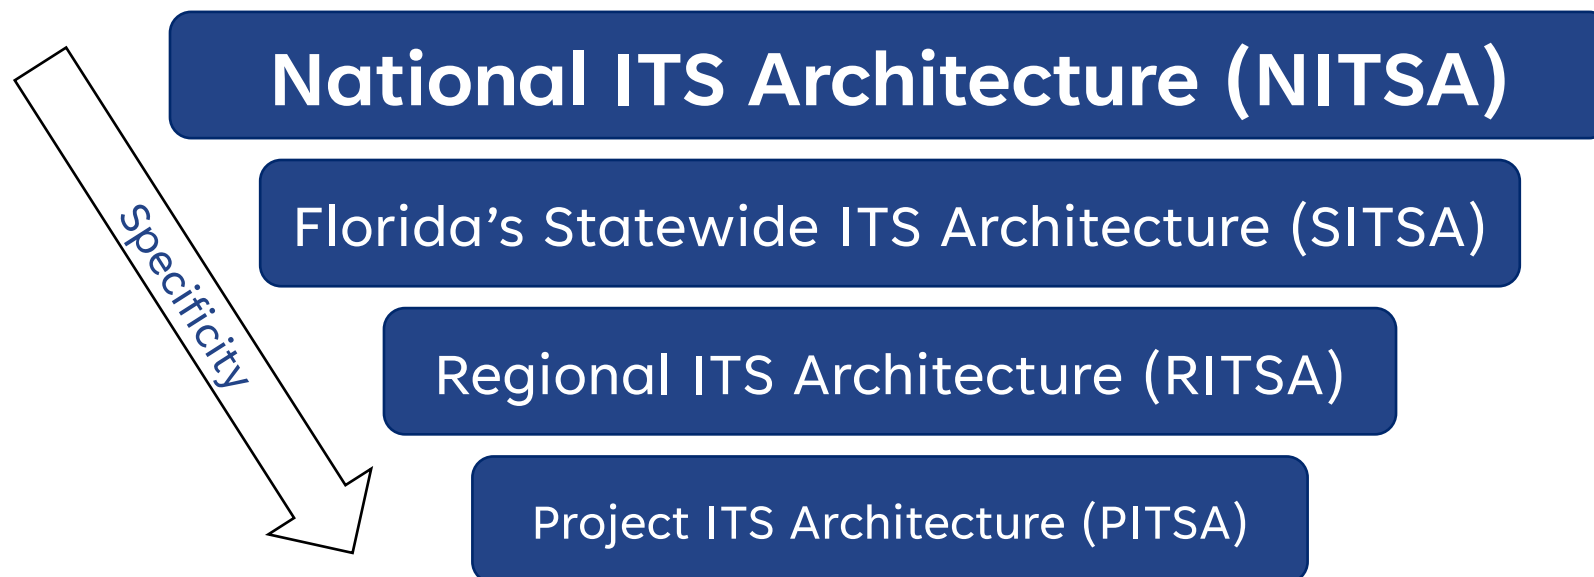 National ITS Architecture (NITSA)
Florida’s Statewide ITS Architecture (SITSA)
Specificity
Regional ITS Architecture (RITSA)
Project ITS Architecture (PITSA)